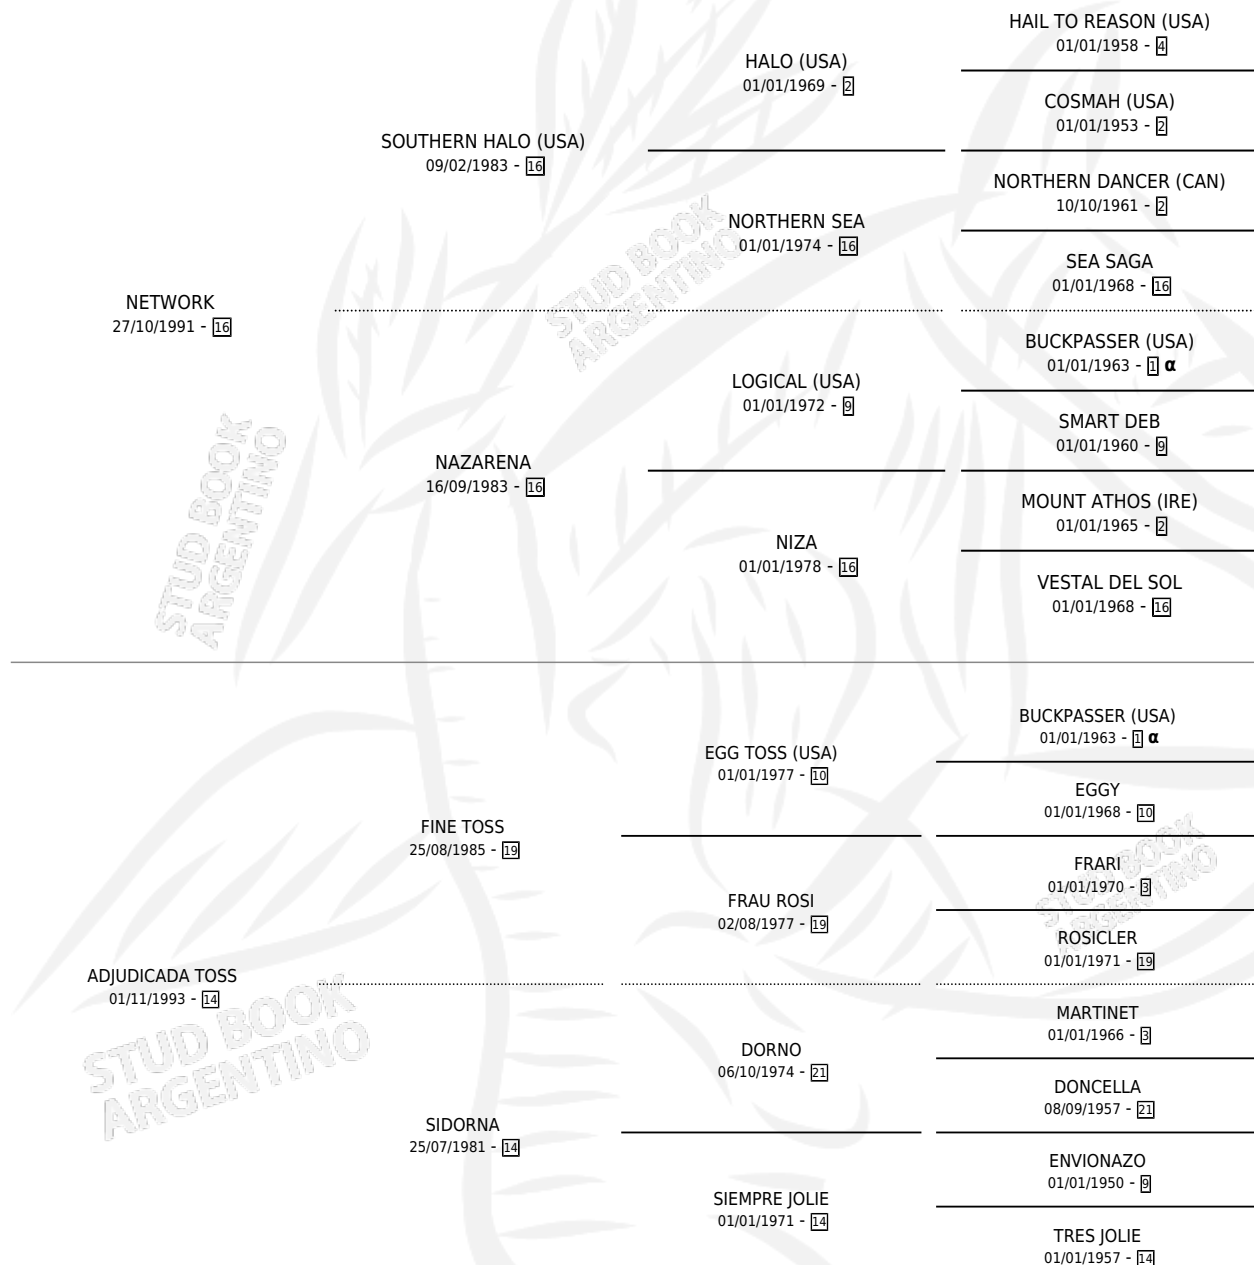 HAIL TO REASON (USA)
01/01/1958 - 4
HALO (USA)
01/01/1969 - 2
COSMAH (USA)
01/01/1953 - 2
SOUTHERN HALO (USA)
09/02/1983 - 16
NORTHERN DANCER (CAN)
10/10/1961 - 2
NORTHERN SEA
01/01/1974 - 16
SEA SAGA
01/01/1968 - 16
NETWORK
27/10/1991 - 16
BUCKPASSER (USA)
01/01/1963 - 1 α
LOGICAL (USA)
01/01/1972 - 9
SMART DEB
01/01/1960 - 9
NAZARENA
16/09/1983 - 16
MOUNT ATHOS (IRE)
01/01/1965 - 2
NIZA
01/01/1978 - 16
VESTAL DEL SOL
01/01/1968 - 16
BUCKPASSER (USA)
01/01/1963 - 1 α
EGG TOSS (USA)
01/01/1977 - 10
EGGY
01/01/1968 - 10
FINE TOSS
25/08/1985 - 19
FRARI
01/01/1970 - 3
FRAU ROSI
02/08/1977 - 19
ROSICLER
01/01/1971 - 19
ADJUDICADA TOSS
01/11/1993 - 14
MARTINET
01/01/1966 - 3
DORNO
06/10/1974 - 21
DONCELLA
08/09/1957 - 21
SIDORNA
25/07/1981 - 14
ENVIONAZO
01/01/1950 - 9
SIEMPRE JOLIE
01/01/1971 - 14
TRES JOLIE
01/01/1957 - 14
STUD BOOK
ARGENTINO
STUD BOOK
ARGENTINO
STUD BOOK
ARGENTINO
STUD BOOK
ARGENTINO